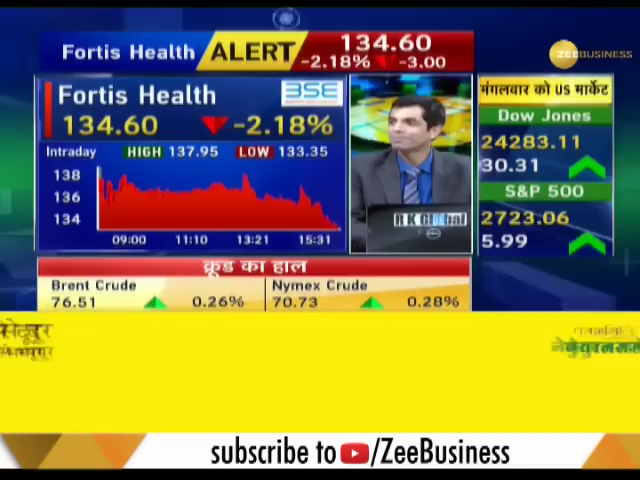 Fortis Health ALERT 134.60
-2.18% -3.00
ZEEBUSINESS
Fortis Health BSE
134.60 -2.18%
Intraday HIGH 137.95 LOW 133.35
138
136
134
09:00 11:10 13:21 15:31
मंगलवार को US मार्केट
Dow Jones
24283.11
30.31
S&P 500
2723.06
5.99
क्रूड का हाल
Brent Crude Nymex Crude
76.51 0.26% 70.73 0.28%
subscribe to /ZeeBusiness